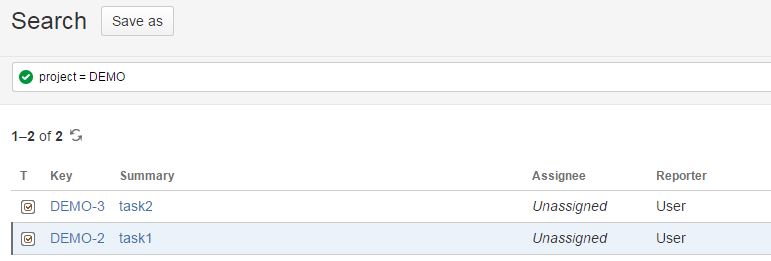 Search Save as
project = DEMO
1–2 of 2
T Key Summary Assignee Reporter
DEMO-3 task2 Unassigned User
DEMO-2 task1 Unassigned User